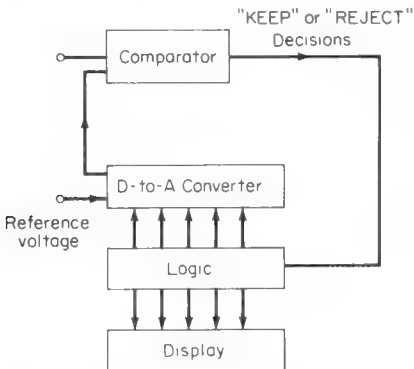 "KEEP" or "REJECT"
Decisions
Comparator
D-to-A Converter
Reference
voltage
Logic
Display